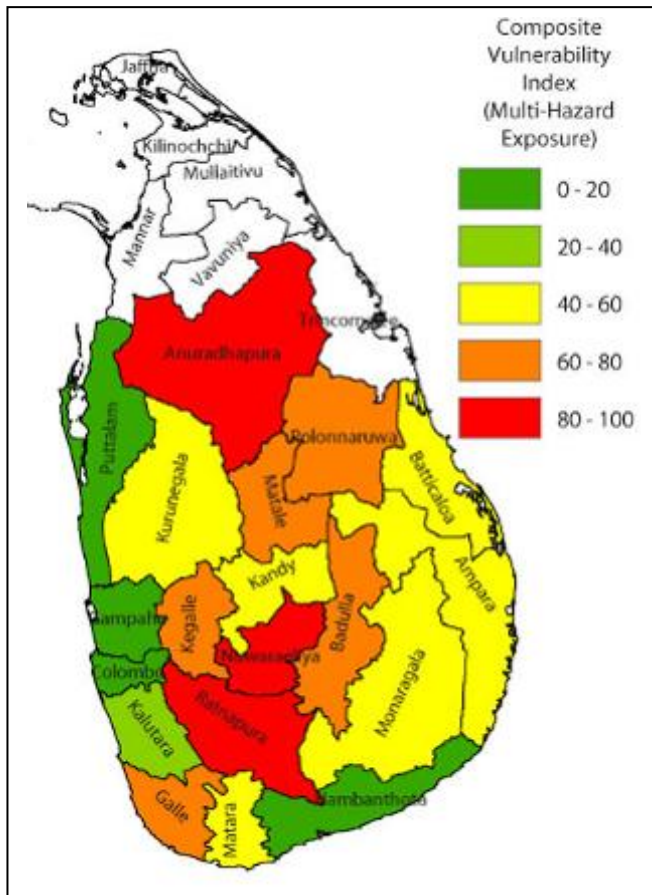 Composite
Vulnerability
Index
(Multi-Hazard
Exposure)
0 - 20
20 - 40
40 - 60
60 - 80
80 - 100
Jaffna
Kilinochchi
Mullaitivu
Mannar
Vavuniya
Trincomalee
Anuradhapura
Puttalam
Polonnaruwa
Kurunegala
Matale
Batticaloa
Ampara
Kandy
Gampaha
Kegalle
Badulla
Nuwaraeliya
Colombo
Monaragala
Ratnapura
Kalutara
Hambanthota
Galle
Matara